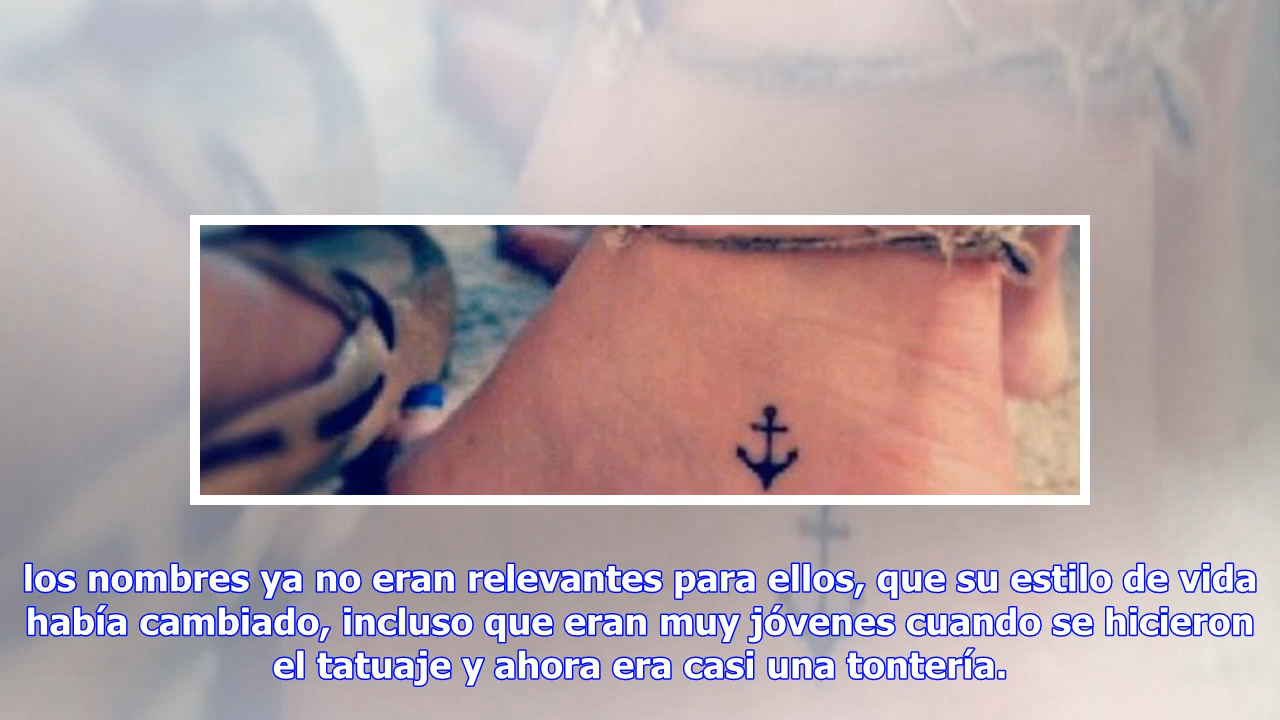 los nombres ya no eran relevantes para ellos, que su estilo de vida
había cambiado, incluso que eran muy jóvenes cuando se hicieron
el tatuaje y ahora era casi una tontería.